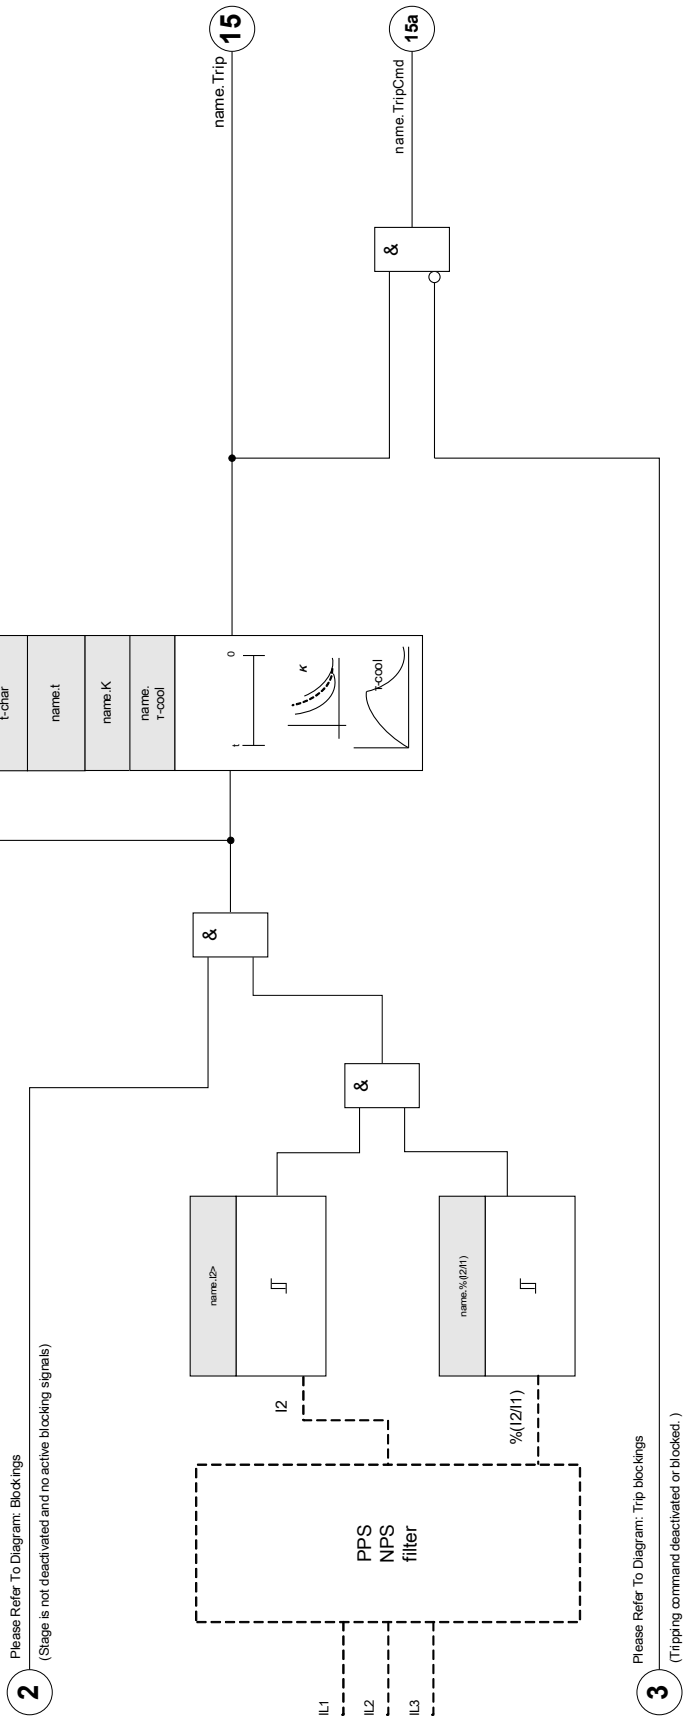 2
Please Refer To Diagram: Blockings
(Stage is not deactivated and no active blocking signals)
IL1
IL2
IL3
PPS
NPS
filter
I2
%(I2/I1)
name.I2>
name.%(I2/I1)
&
&
t-char
name.t
name.K
name.
τ-cool
t
0
K
τ-cool
name.Trip
15
&
name.TripCmd
15a
3
Please Refer To Diagram: Trip blockings
(Tripping command deactivated or blocked. )